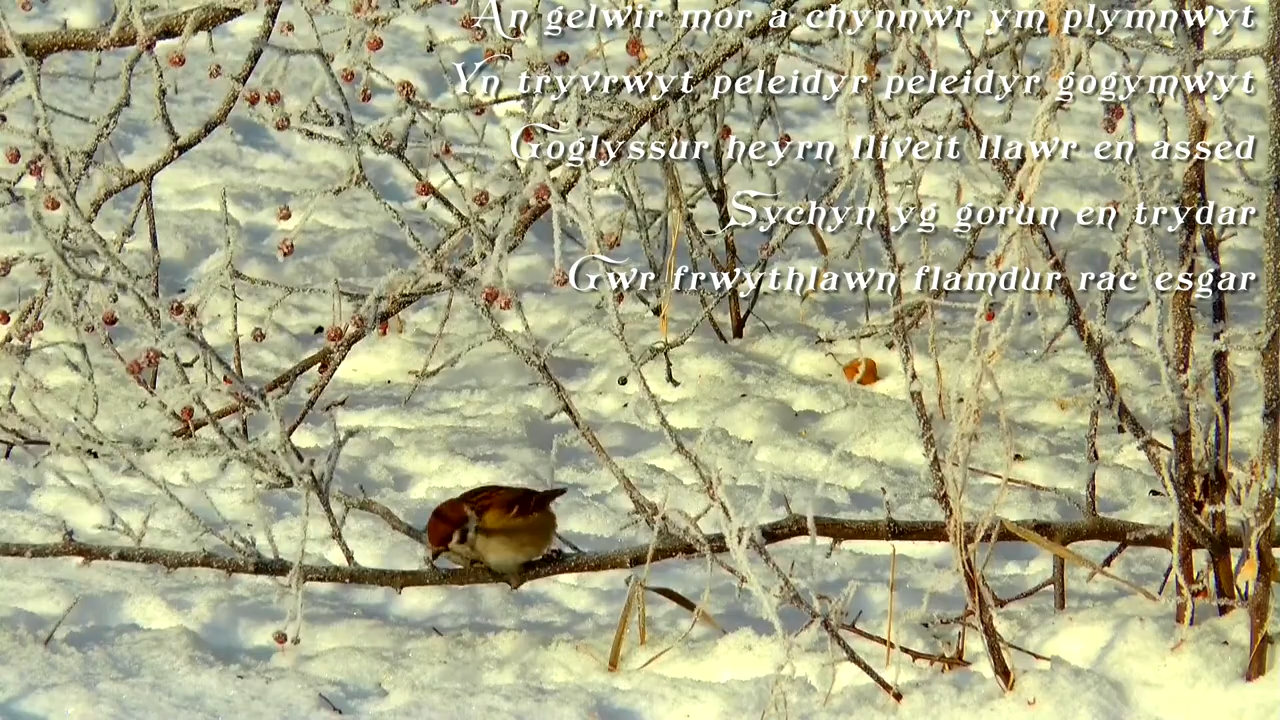 An gelwir mor a chynnwr ym plymnwyt
Yn tryvrwyt peleidyr peleidyr gogymwyt
Goglyssur heyrn lliveit llawr en assed
Sychyn yg gorun en trydar
Gwr frwythlawn flamdur rac esgar